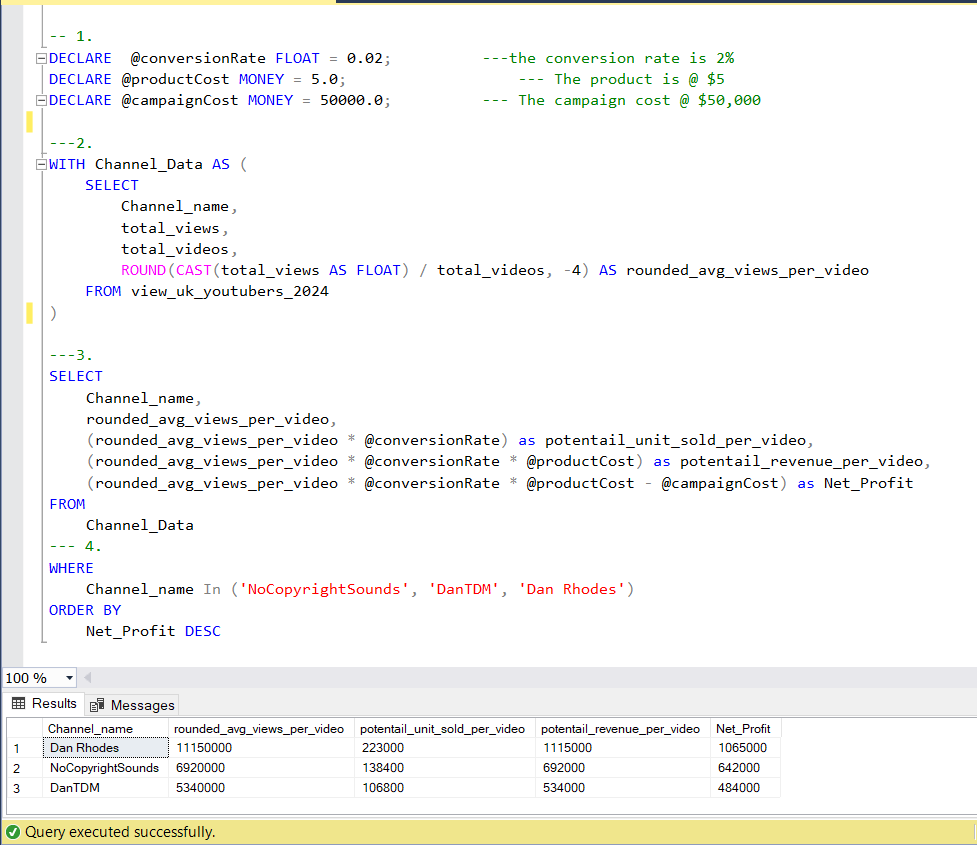 -- 1.
DECLARE  @conversionRate FLOAT = 0.02;          ---the conversion rate is 2%
DECLARE @productCost MONEY = 5.0;                   --- The product is @ $5
DECLARE @campaignCost MONEY = 50000.0;          --- The campaign cost @ $50,000
---2.
WITH Channel_Data AS (
    SELECT
        Channel_name,
        total_views,
        total_videos,
        ROUND(CAST(total_views AS FLOAT) / total_videos, -4) AS rounded_avg_views_per_video
    FROM view_uk_youtubers_2024
)
---3.
SELECT
    Channel_name,
    rounded_avg_views_per_video,
    (rounded_avg_views_per_video * @conversionRate) as potentail_unit_sold_per_video,
    (rounded_avg_views_per_video * @conversionRate * @productCost) as potentail_revenue_per_video,
    (rounded_avg_views_per_video * @conversionRate * @productCost - @campaignCost) as Net_Profit
FROM
    Channel_Data
--- 4.
WHERE
    Channel_name In ('NoCopyrightSounds', 'DanTDM', 'Dan Rhodes')
ORDER BY
    Net_Profit DESC
100 %
Results Messages
Channel_name rounded_avg_views_per_video potentail_unit_sold_per_video potentail_revenue_per_video Net_Profit
1 Dan Rhodes 11150000 223000 1115000 1065000
2 NoCopyrightSounds 6920000 138400 692000 642000
3 DanTDM 5340000 106800 534000 484000
Query executed successfully.